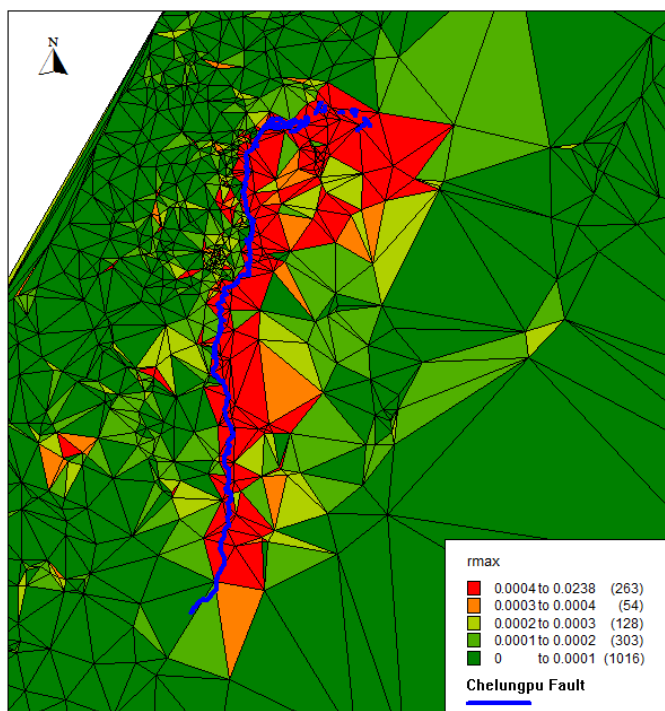 N
rmax
0.0004 to 0.0238 (263)
0.0003 to 0.0004 (54)
0.0002 to 0.0003 (128)
0.0001 to 0.0002 (303)
0 to 0.0001 (1016)
Chelungpu Fault